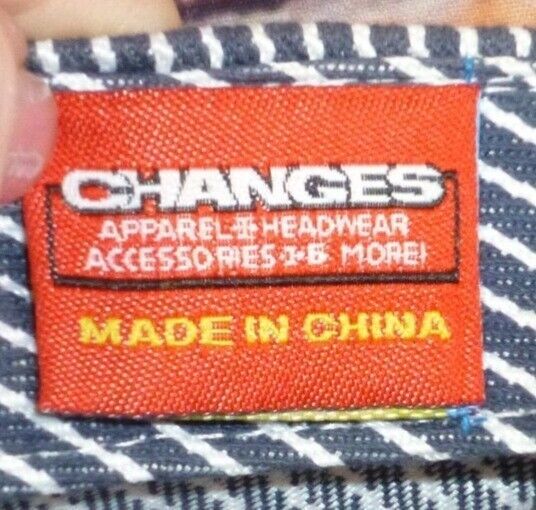 CHANGES
APPAREL HEADWEAR
ACCESSORIES & MORE!
MADE IN CHINA